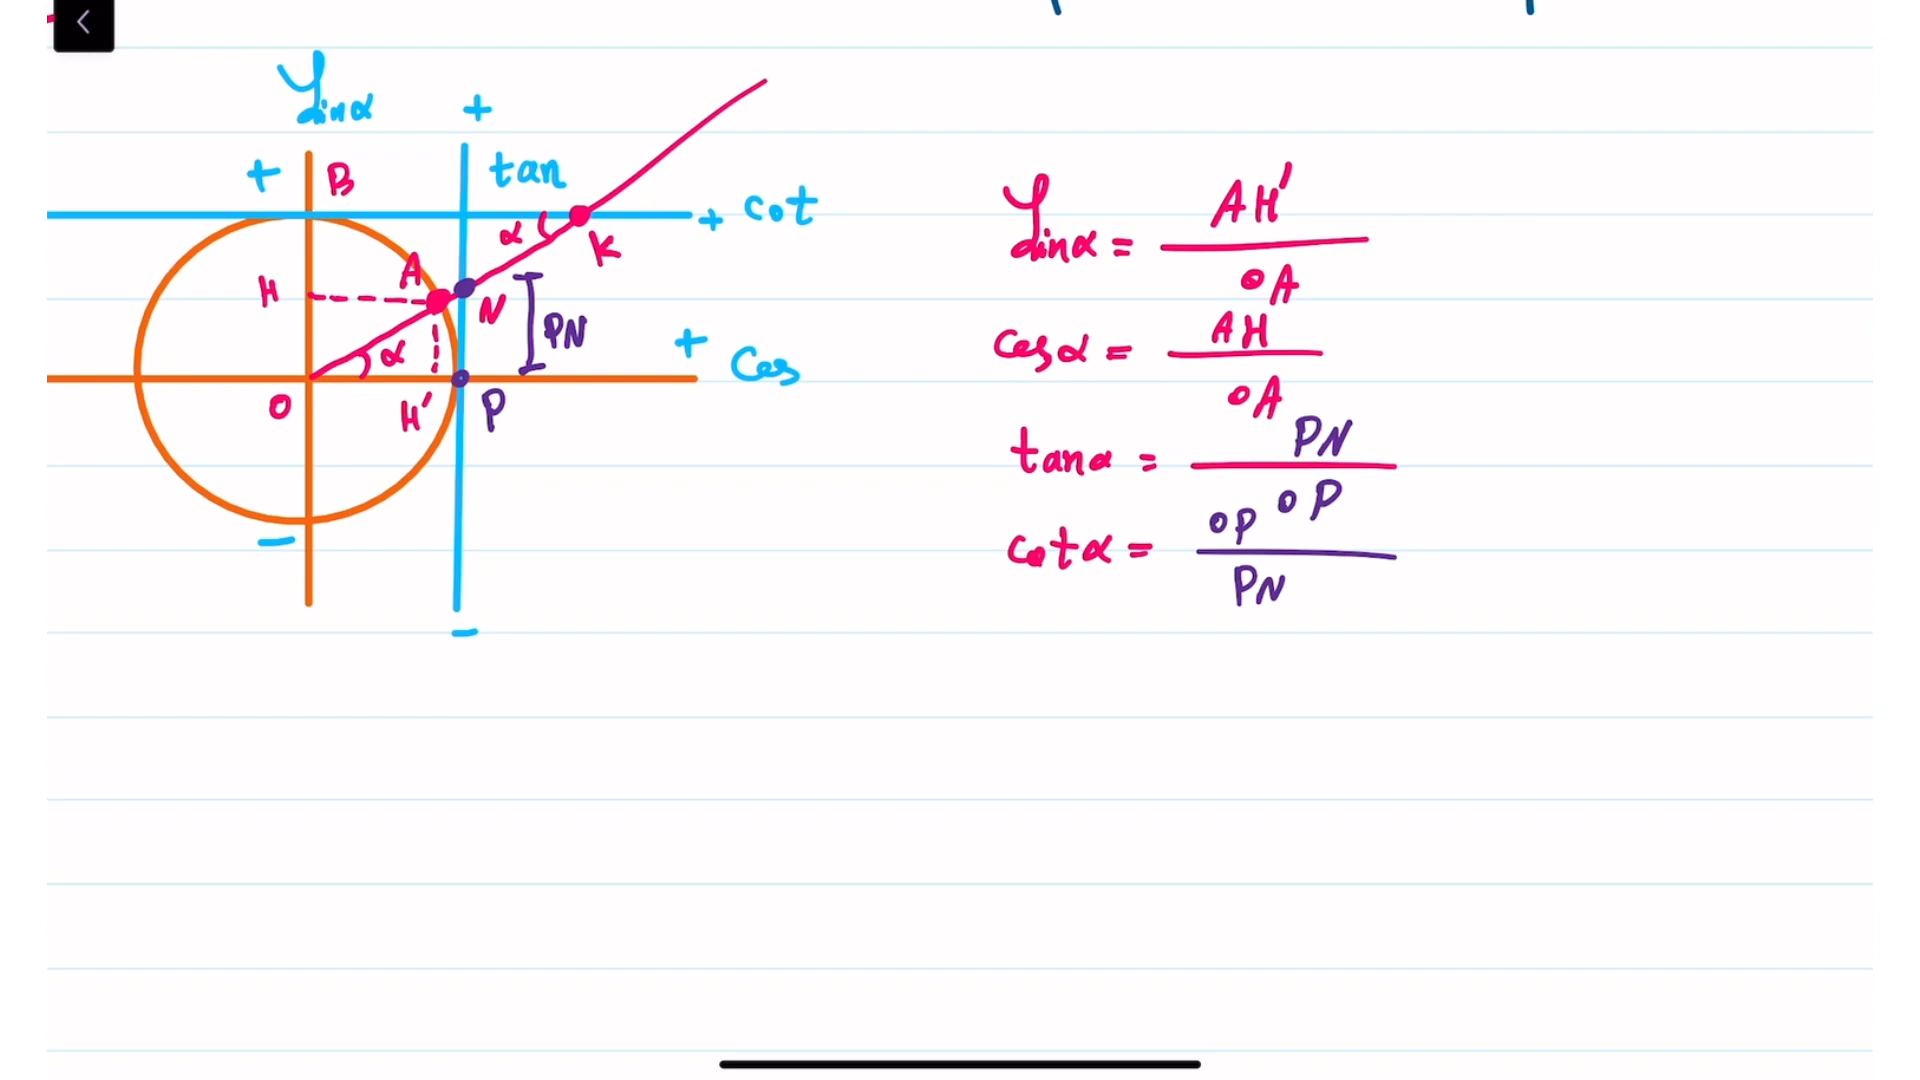 sinα
+
+ B
tan
+ cot
α
K
A
H
N
PN
α
+ cos
O
H'
P
−
−
sinα = AH'
OA
cosα = AH
OA
tanα = PN
OP
cotα = OP
PN